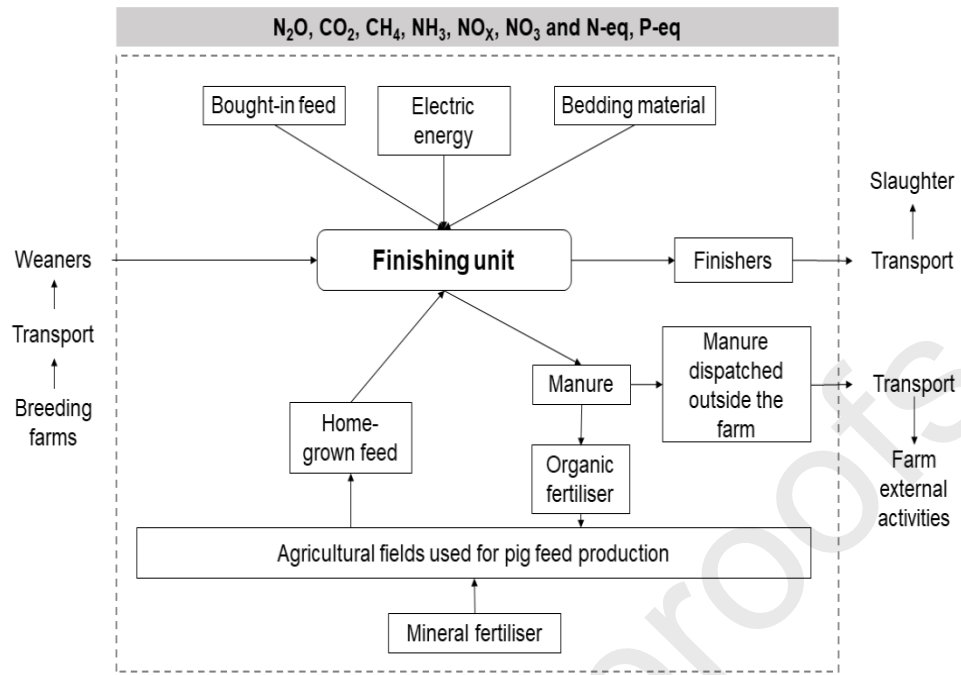 N₂O, CO₂, CH₄, NH₃, NOₓ, NO₃ and N-eq, P-eq
Bought-in feed
Electric
energy
Bedding material
Slaughter
Weaners
Finishing unit
Finishers
Transport
Transport
Breeding
farms
Home-
grown feed
Manure
Manure
dispatched
outside the
farm
Transport
Organic
fertiliser
Farm
external
activities
Agricultural fields used for pig feed production
Mineral fertiliser
proofs